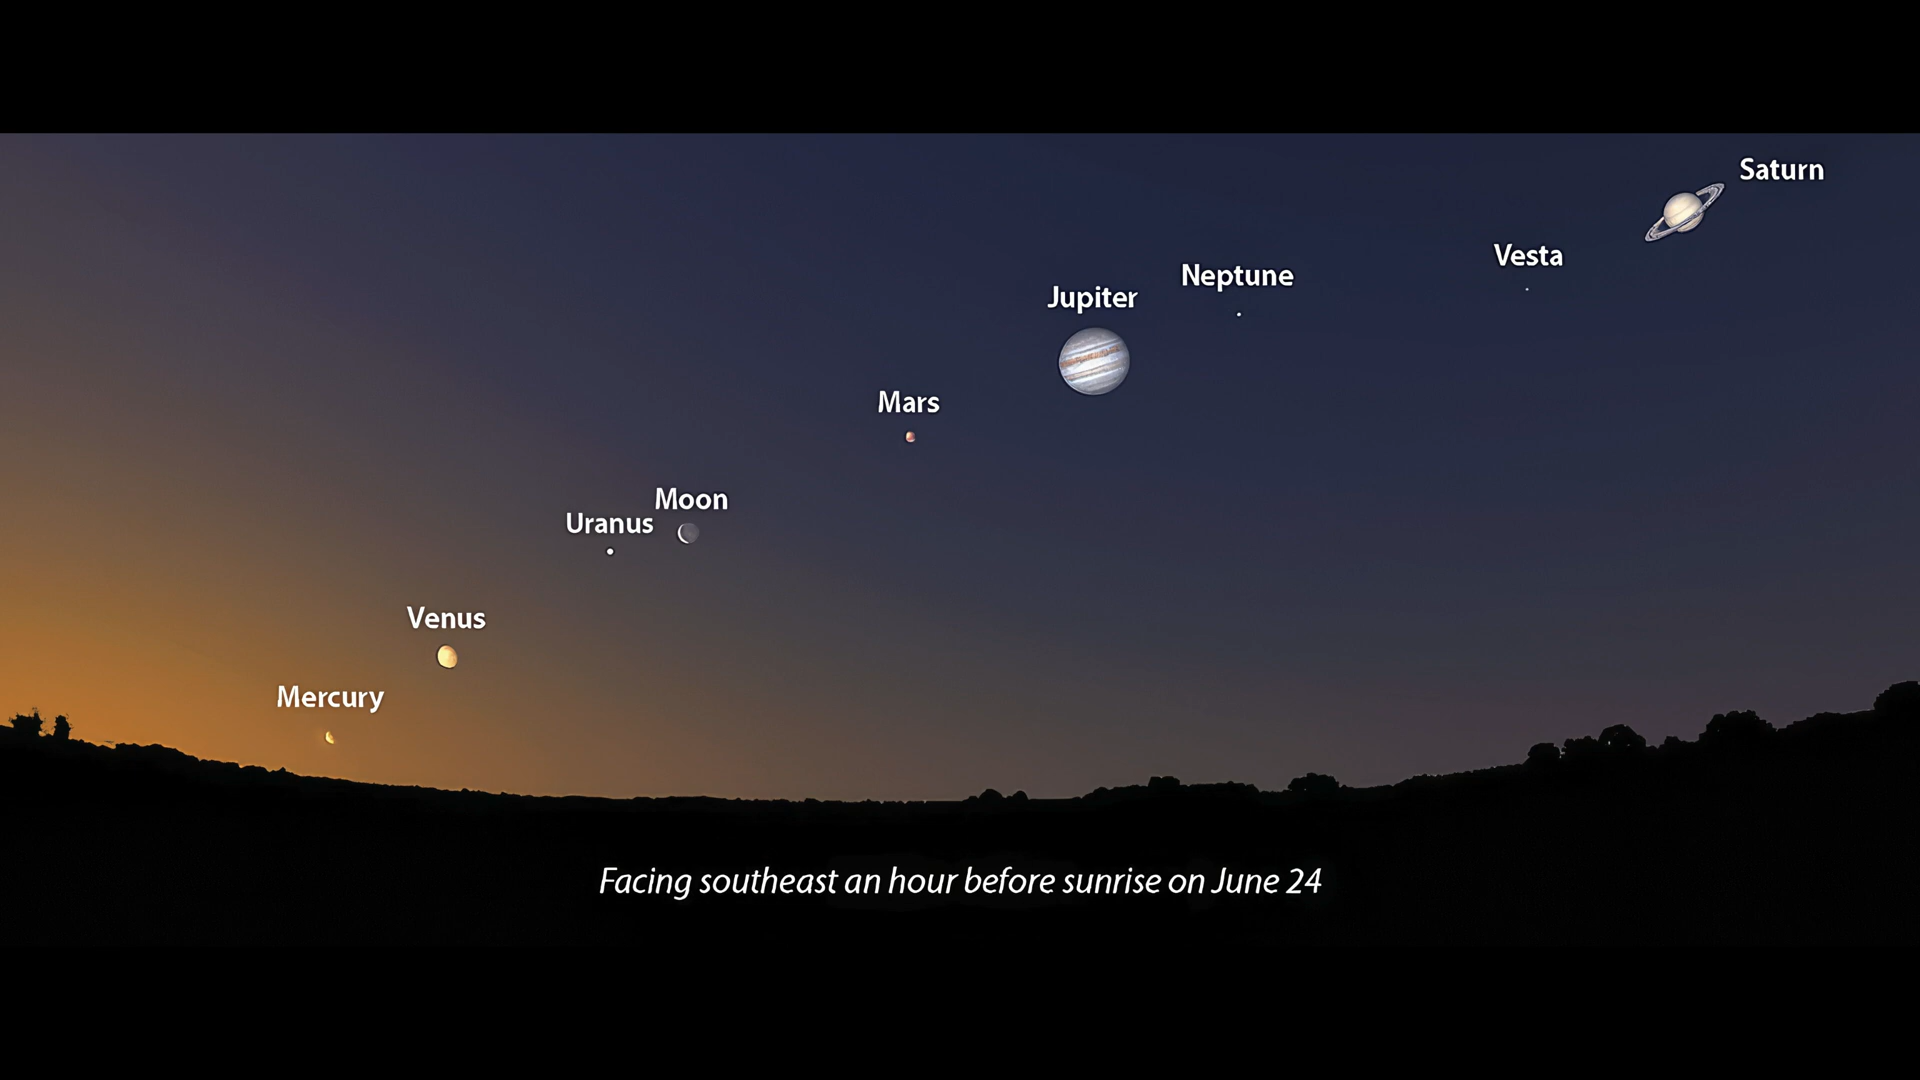 Saturn
Vesta
Neptune
Jupiter
Mars
Moon
Uranus
Venus
Mercury
Facing southeast an hour before sunrise on June 24